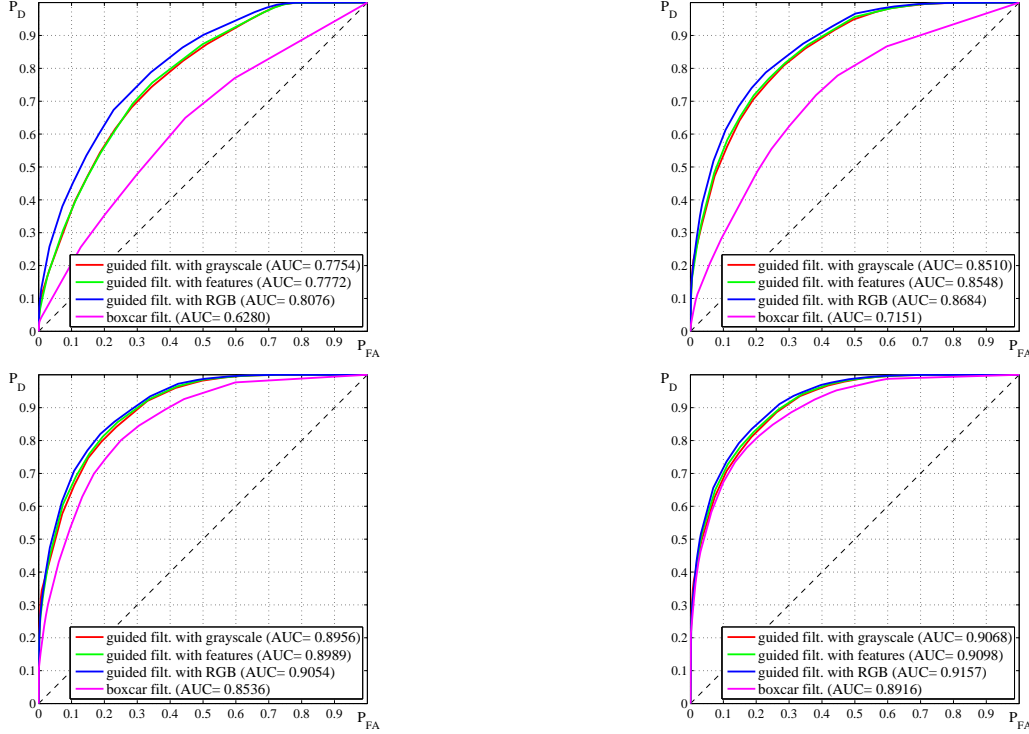 P_D
1
0.9
0.8
0.7
0.6
0.5
0.4
0.3
0.2
0.1
0
guided filt. with grayscale (AUC= 0.7754)
guided filt. with features (AUC= 0.7772)
guided filt. with RGB (AUC= 0.8076)
boxcar filt. (AUC= 0.6280)
0 0.1 0.2 0.3 0.4 0.5 0.6 0.7 0.8 0.9 1
P_FA
P_D
1
0.9
0.8
0.7
0.6
0.5
0.4
0.3
0.2
0.1
0
guided filt. with grayscale (AUC= 0.8510)
guided filt. with features (AUC= 0.8548)
guided filt. with RGB (AUC= 0.8684)
boxcar filt. (AUC= 0.7151)
0 0.1 0.2 0.3 0.4 0.5 0.6 0.7 0.8 0.9 1
P_FA
P_D
1
0.9
0.8
0.7
0.6
0.5
0.4
0.3
0.2
0.1
0
guided filt. with grayscale (AUC= 0.8956)
guided filt. with features (AUC= 0.8989)
guided filt. with RGB (AUC= 0.9054)
boxcar filt. (AUC= 0.8536)
0 0.1 0.2 0.3 0.4 0.5 0.6 0.7 0.8 0.9 1
P_FA
P_D
1
0.9
0.8
0.7
0.6
0.5
0.4
0.3
0.2
0.1
0
guided filt. with grayscale (AUC= 0.9068)
guided filt. with features (AUC= 0.9098)
guided filt. with RGB (AUC= 0.9157)
boxcar filt. (AUC= 0.8916)
0 0.1 0.2 0.3 0.4 0.5 0.6 0.7 0.8 0.9 1
P_FA